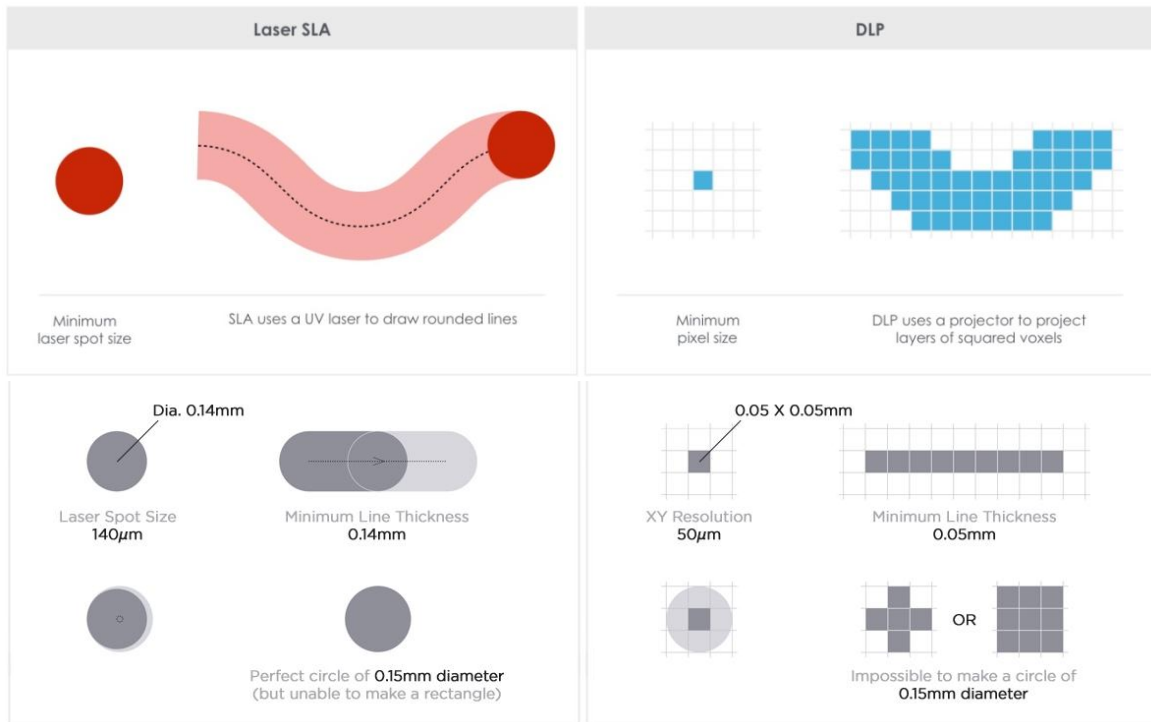 Laser SLA
Minimum
laser spot size
SLA uses a UV laser to draw rounded lines
DLP
Minimum
pixel size
DLP uses a projector to project
layers of squared voxels
Dia. 0.14mm
Laser Spot Size
140μm
Minimum Line Thickness
0.14mm
Perfect circle of 0.15mm diameter
(but unable to make a rectangle)
0.05 X 0.05mm
XY Resolution
50μm
Minimum Line Thickness
0.05mm
OR
Impossible to make a circle of
0.15mm diameter